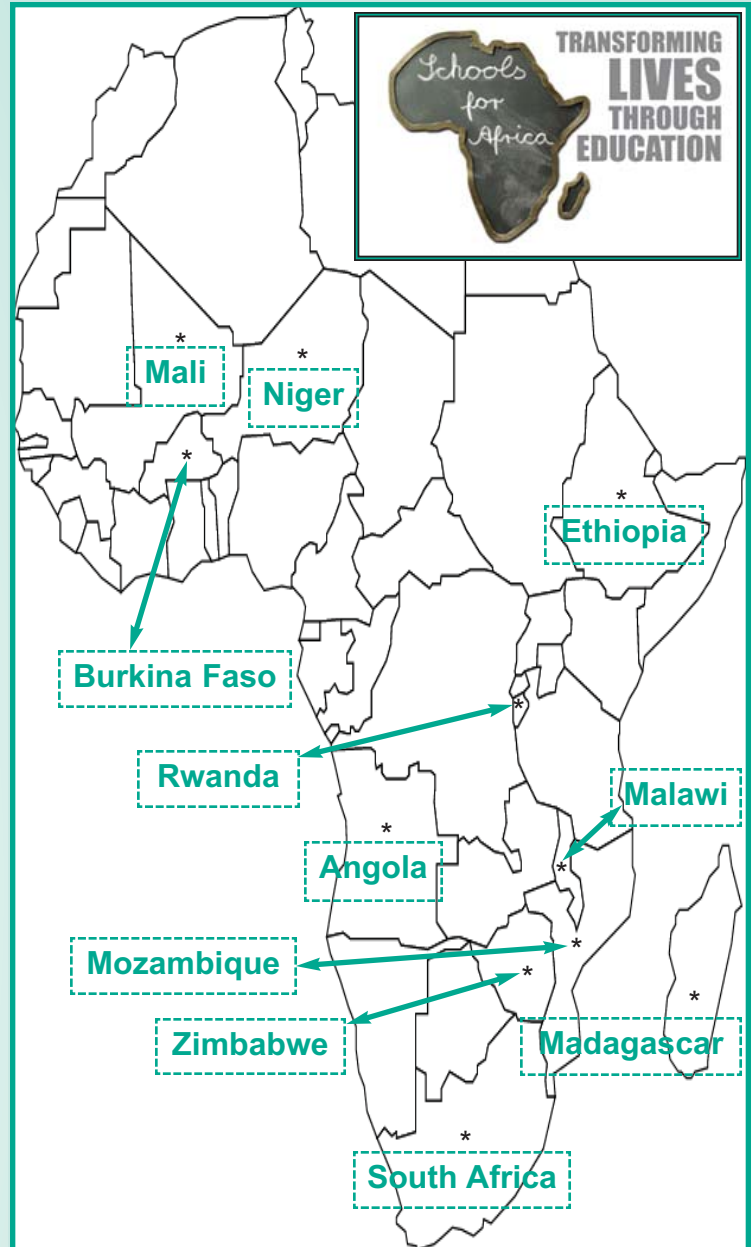 Schools
for
Africa
TRANSFORMING
LIVES
THROUGH
EDUCATION
* 
Mali
*
Niger
*
*
Ethiopia
Burkina Faso
*
Rwanda
Malawi
*
Angola
*
Mozambique
*
Zimbabwe
*
*
Madagascar
*
South Africa